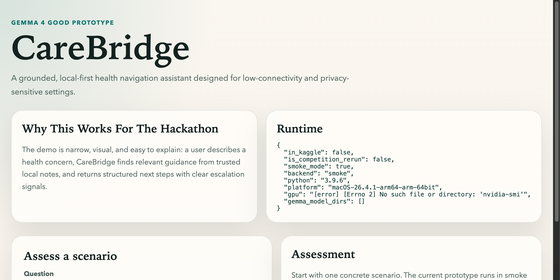 GEMMA 4 GOOD PROTOTYPE
CareBridge
A grounded, local-first health navigation assistant designed for low-connectivity and privacy-
sensitive settings.
Why This Works For The Hackathon
The demo is narrow, visual, and easy to explain: a user describes a
health concern, CareBridge finds relevant guidance from trusted
local notes, and returns structured next steps with clear escalation
signals.
Runtime
{
"in_kaggle": false,
"is_competition_rerun": false,
"smoke_mode": true,
"backend": "smoke",
"python": "3.9.6",
"platform": "macOS-26.4.1-arm64-arm-64bit",
"gpu": "[error] [Errno 2] No such file or directory: 'nvidia-smi'",
"gemma_model_dirs": []
}
Assess a scenario
Question
Assessment
Start with one concrete scenario. The current prototype runs in smoke